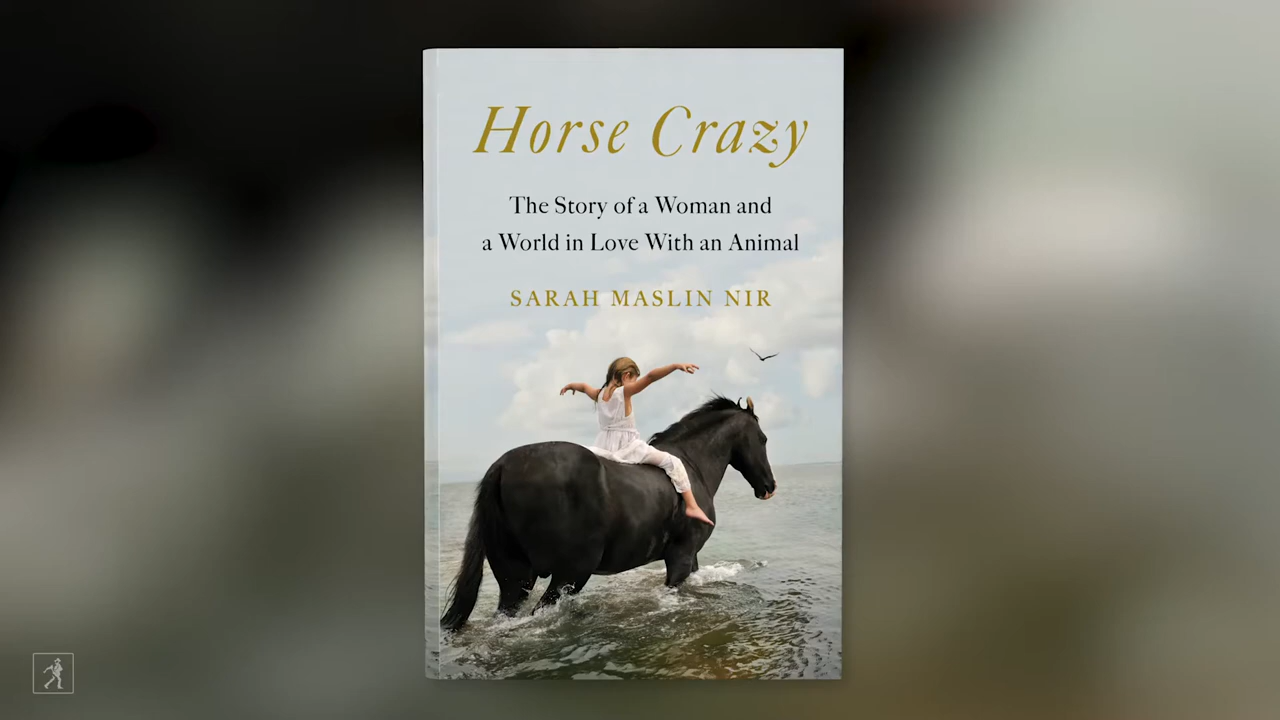 Horse Crazy
The Story of a Woman and
a World in Love With an Animal
SARAH MASLIN NIR